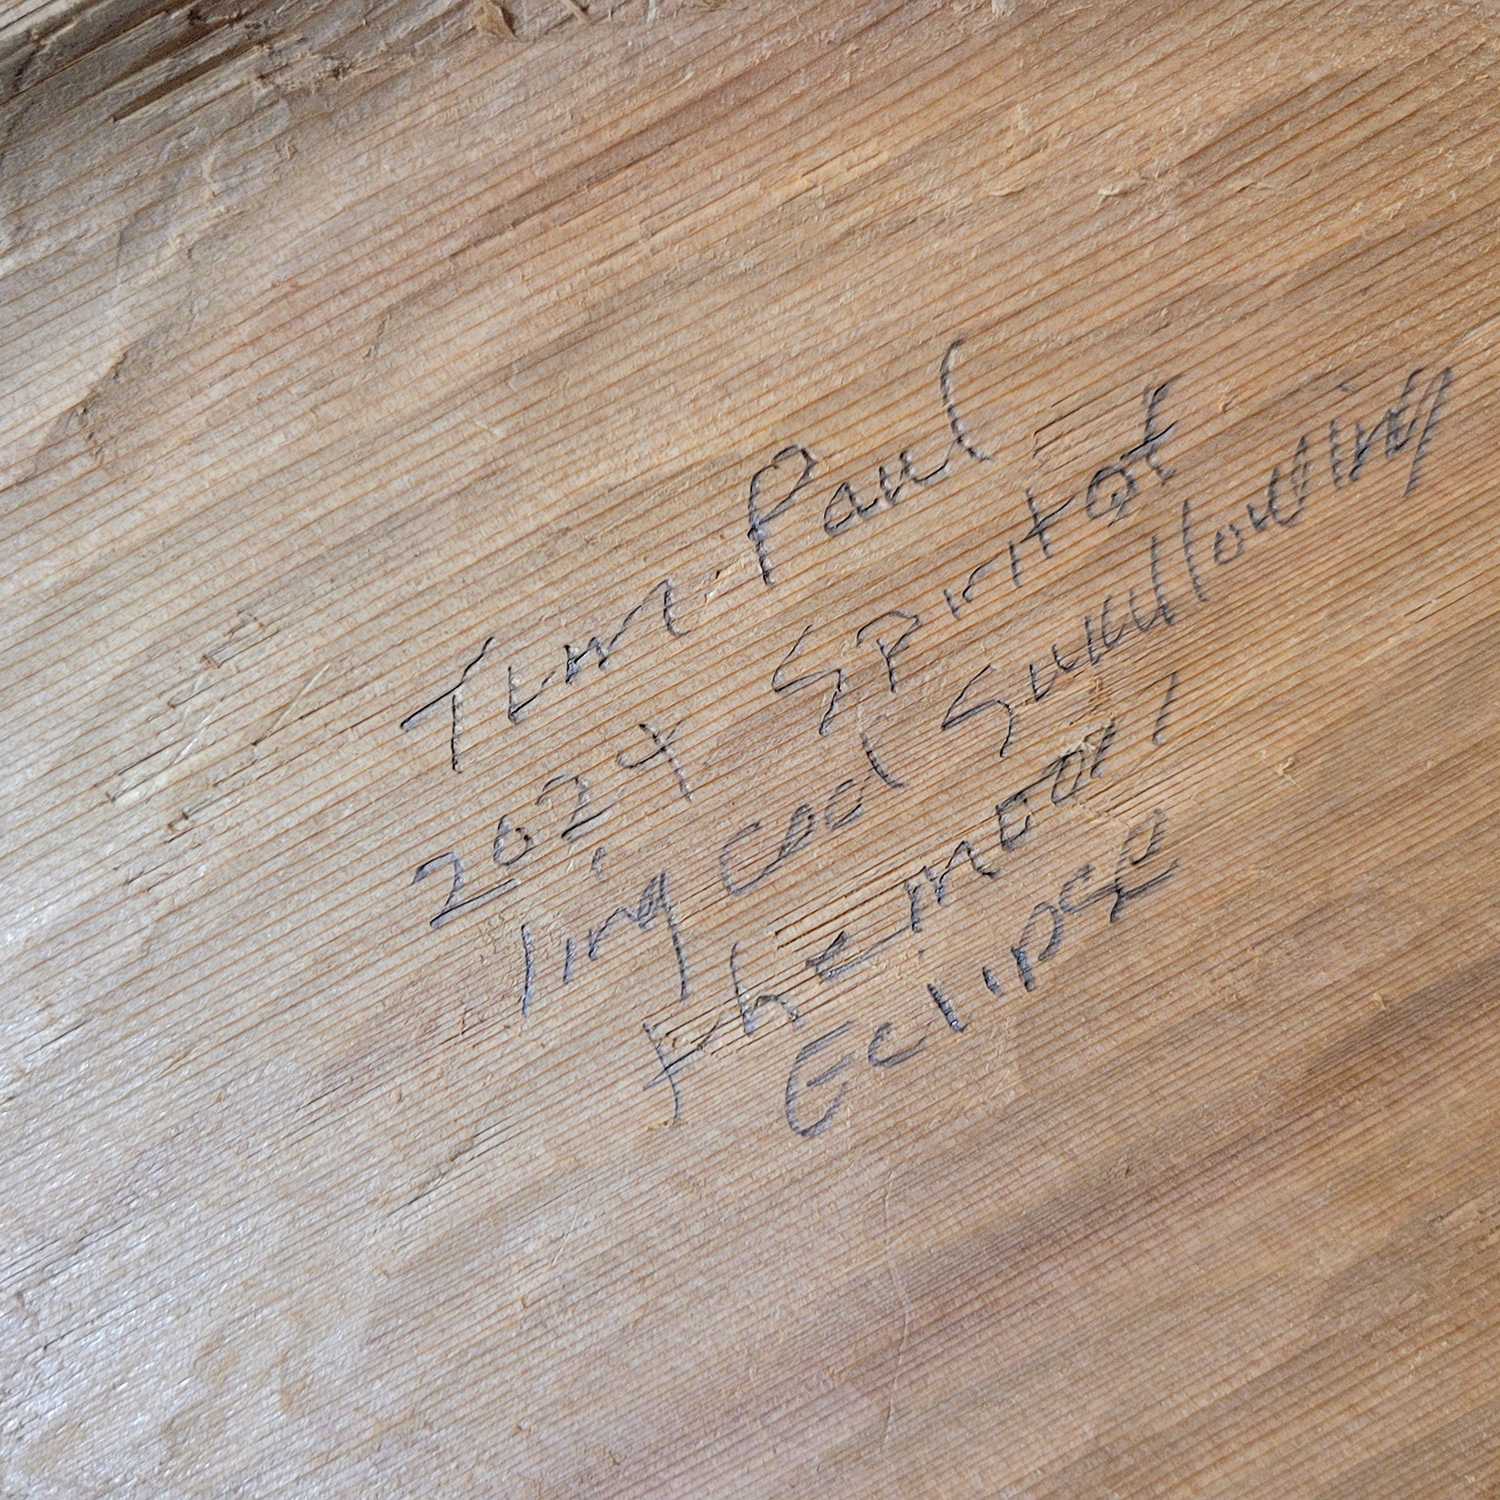 Tim Paul
2024 Spirit of
ling Cod Swallowing
the moon /
Eclipse